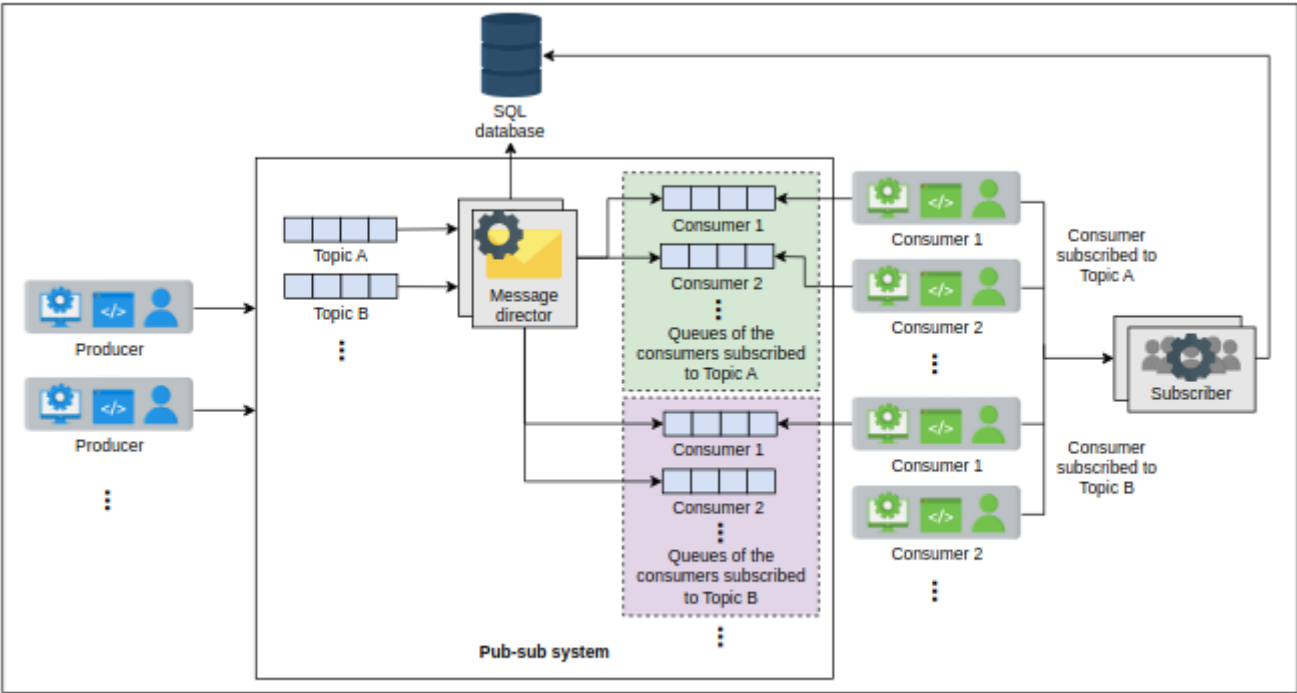 SQL
database
Topic A
Topic B
Message
director
Consumer 1
Consumer 2
Queues of the
consumers subscribed
to Topic A
Consumer 1
Consumer 2
Queues of the
consumers subscribed
to Topic B
Pub-sub system
Producer
</>
Producer
</>
</>
Consumer 1
</>
Consumer 2
Consumer
subscribed to
Topic A
</>
Consumer 1
</>
Consumer 2
Consumer
subscribed to
Topic B
Subscriber